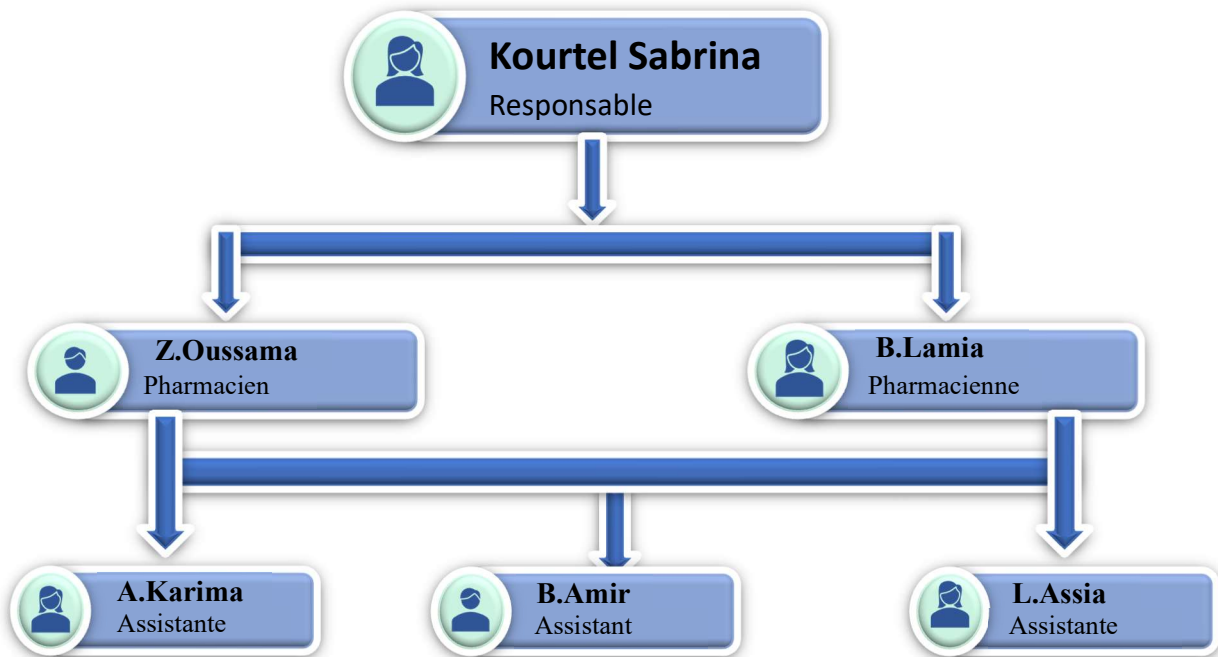 Kourtel Sabrina
Responsable
Z.Oussama
Pharmacien
B.Lamia
Pharmacienne
A.Karima
Assistante
B.Amir
Assistant
L.Assia
Assistante